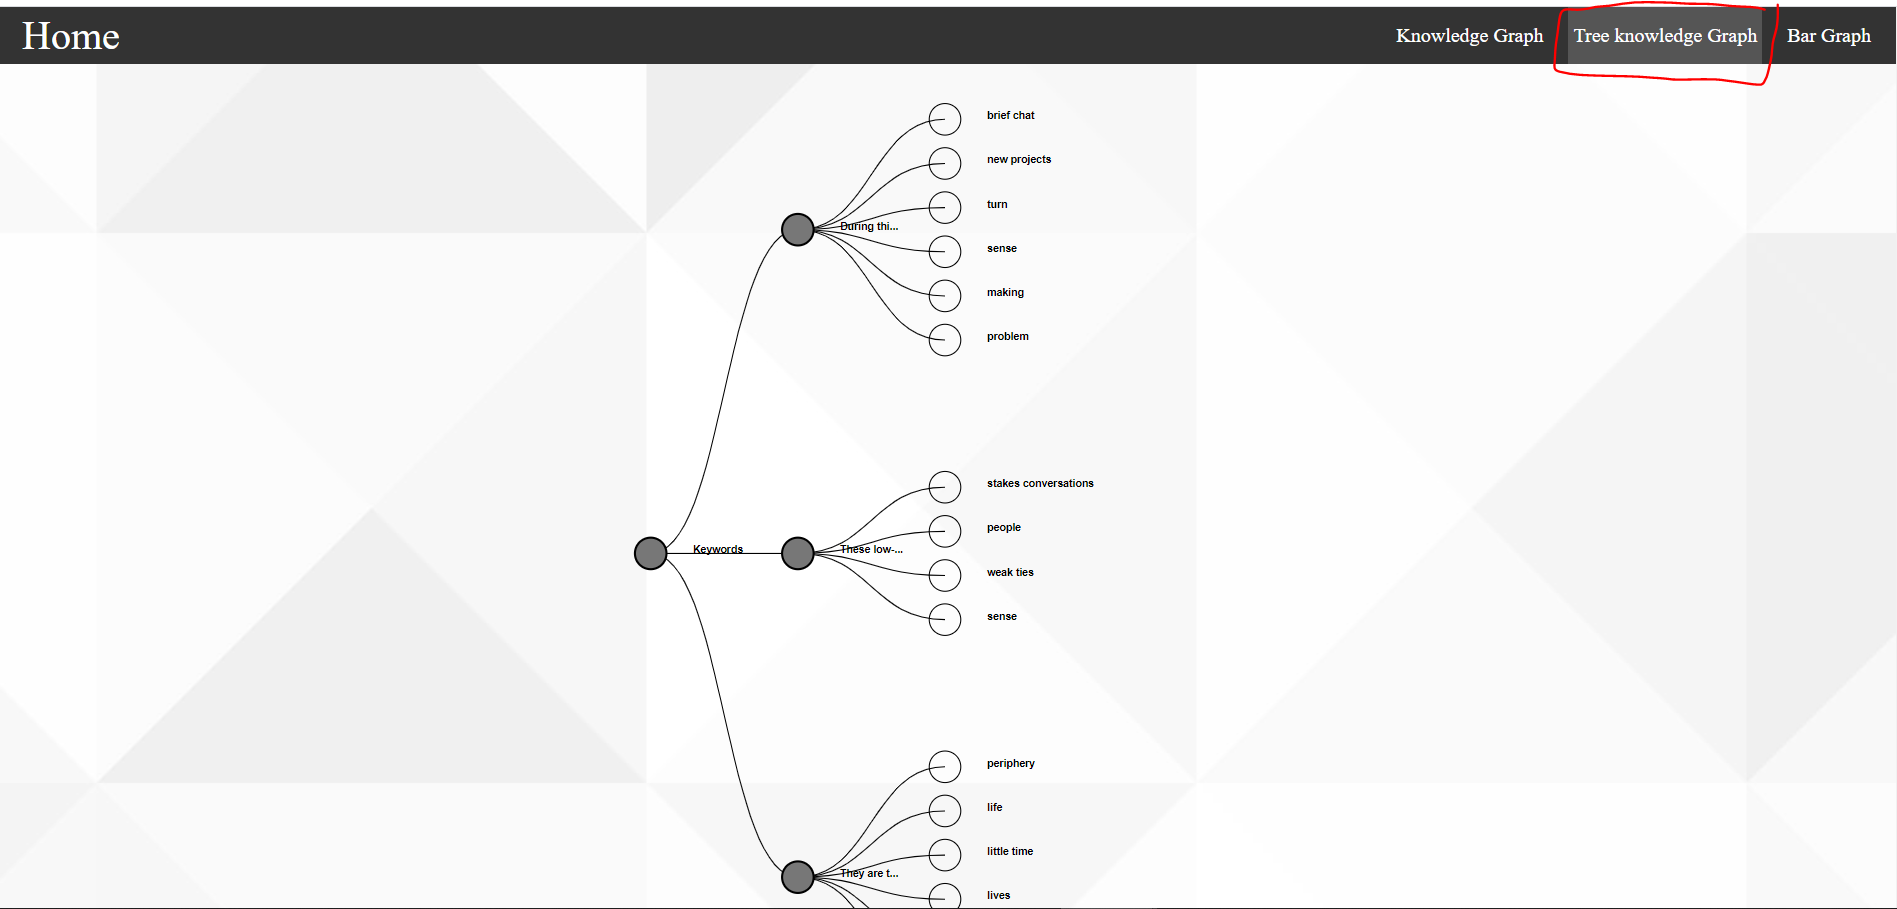 Home
Knowledge Graph
Tree knowledge Graph
Bar Graph
brief chat
new projects
turn
During thi...
sense
making
problem
stakes conversations
people
Keywords
These low-...
weak ties
sense
periphery
life
little time
They are t...
lives